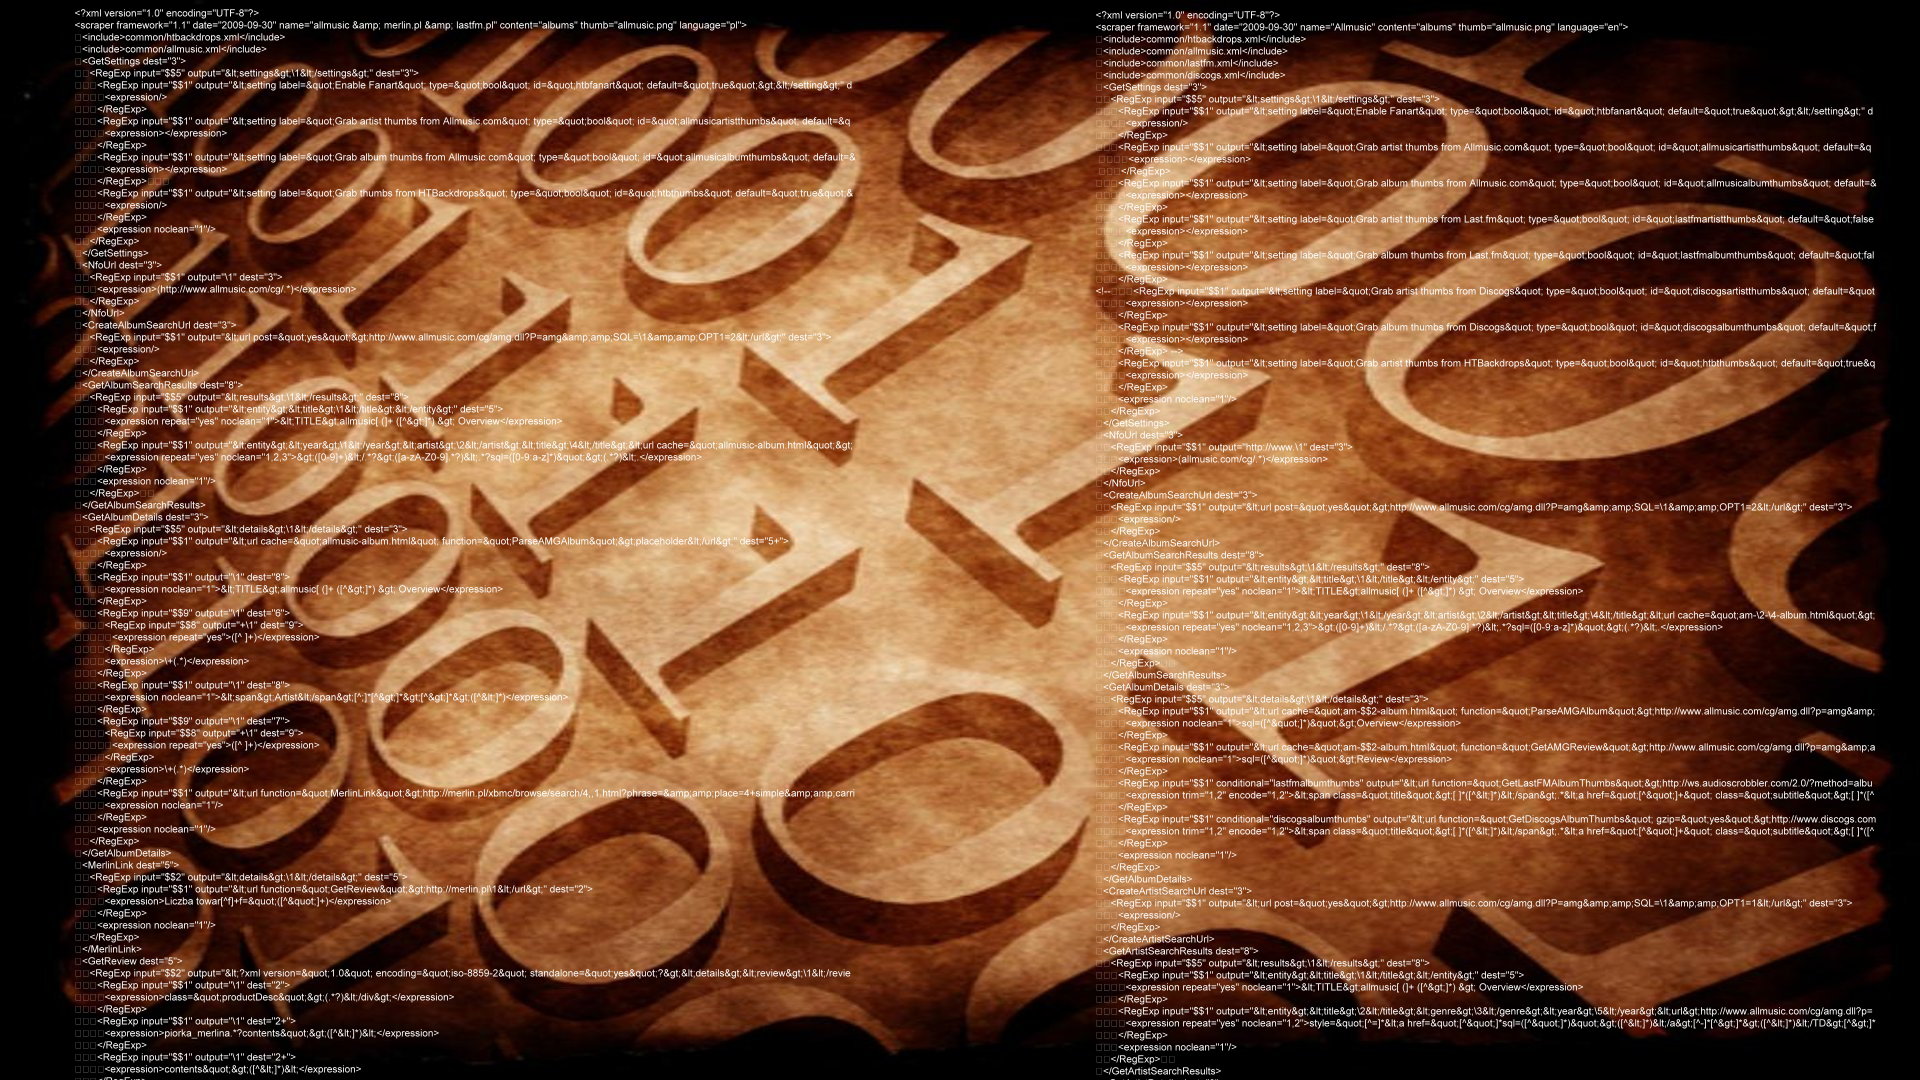 <?xml version="1.0" encoding="UTF-8"?>
<scraper framework="1.1" date="2009-09-30" name="allmusic &amp; merlin.pl &amp; lastfm.pl" content="albums" thumb="allmusic.png" language="pl">
<include>common/htbackdrops.xml</include>
<include>common/allmusic.xml</include>
<GetSettings dest="3">
<RegExp input="$$5" output="&lt;settings&gt;\1&lt;/settings&gt;" dest="3">
<RegExp input="$$1" output="&lt;setting label=&quot;Enable Fanart&quot; type=&quot;bool&quot; id=&quot;htbfanart&quot; default=&quot;true&quot;&gt;&lt;/setting&gt;" d
<expression/>
</RegExp>
<RegExp input="$$1" output="&lt;setting label=&quot;Grab artist thumbs from Allmusic.com&quot; type=&quot;bool&quot; id=&quot;allmusicartistthumbs&quot; default=&q
<expression></expression>
</RegExp>
<RegExp input="$$1" output="&lt;setting label=&quot;Grab album thumbs from Allmusic.com&quot; type=&quot;bool&quot; id=&quot;allmusicalbumthumbs&quot; default=&
<expression></expression>
</RegExp>
<RegExp input="$$1" output="&lt;setting label=&quot;Grab thumbs from HTBackdrops&quot; type=&quot;bool&quot; id=&quot;htbthumbs&quot; default=&quot;true&quot;&
<expression/>
</RegExp>
<expression noclean="1"/>
</RegExp>
</GetSettings>
<NfoUrl dest="3">
<RegExp input="$$1" output="\1" dest="3">
<expression>(http://www.allmusic.com/cg/.*)</expression>
</RegExp>
</NfoUrl>
<CreateAlbumSearchUrl dest="3">
<RegExp input="$$1" output="&lt;url post=&quot;yes&quot;&gt;http://www.allmusic.com/cg/amg.dll?P=amg&amp;amp;SQL=\1&amp;amp;OPT1=2&lt;/url&gt;" dest="3">
<expression/>
</RegExp>
</CreateAlbumSearchUrl>
<GetAlbumSearchResults dest="8">
<RegExp input="$$5" output="&lt;results&gt;\1&lt;/results&gt;" dest="8">
<RegExp input="$$1" output="&lt;entity&gt;&lt;title&gt;\1&lt;/title&gt;&lt;/entity&gt;" dest="5">
<expression repeat="yes" noclean="1">&lt;TITLE&gt;allmusic[ (]+ ([^&gt;]*) &gt; Overview</expression>
</RegExp>
<RegExp input="$$1" output="&lt;entity&gt;&lt;year&gt;\1&lt;/year&gt;&lt;artist&gt;\2&lt;/artist&gt;&lt;title&gt;\4&lt;/title&gt;&lt;url cache=&quot;allmusic-album.html&quot;&gt;
<expression repeat="yes" noclean="1,2,3">&gt;([0-9]+)&lt;/.*?&gt;([a-zA-Z0-9].*?)&lt;.*?sql=([0-9:a-z]*)&quot;&gt;(.*?)&lt;.</expression>
</RegExp>
<expression noclean="1"/>
</RegExp>
</GetAlbumSearchResults>
<GetAlbumDetails dest="3">
<RegExp input="$$5" output="&lt;details&gt;\1&lt;/details&gt;" dest="3">
<RegExp input="$$1" output="&lt;url cache=&quot;allmusic-album.html&quot; function=&quot;ParseAMGAlbum&quot;&gt;placeholder&lt;/url&gt;" dest="5+">
<expression/>
</RegExp>
<RegExp input="$$1" output="\1" dest="8">
<expression noclean="1">&lt;TITLE&gt;allmusic[ (]+ ([^&gt;]*) &gt; Overview</expression>
</RegExp>
<RegExp input="$$9" output="\1" dest="6">
<RegExp input="$$8" output="+\1" dest="9">
<expression repeat="yes">([^ ]+)</expression>
</RegExp>
<expression>\+(.*)</expression>
</RegExp>
<RegExp input="$$1" output="\1" dest="8">
<expression noclean="1">&lt;span&gt;Artist&lt;/span&gt;[^;]*[^&gt;]*&gt;[^&gt;]*&gt;([^&lt;]*)</expression>
</RegExp>
<RegExp input="$$9" output="\1" dest="7">
<RegExp input="$$8" output="+\1" dest="9">
<expression repeat="yes">([^ ]+)</expression>
</RegExp>
<expression>\+(.*)</expression>
</RegExp>
<RegExp input="$$1" output="&lt;url function=&quot;MerlinLink&quot;&gt;http://merlin.pl/xbmc/browse/search/4,,1.html?phrase=&amp;amp;place=4+simple&amp;amp;carri
<expression noclean="1"/>
</RegExp>
<expression noclean="1"/>
</RegExp>
</GetAlbumDetails>
<MerlinLink dest="5">
<RegExp input="$$2" output="&lt;details&gt;\1&lt;/details&gt;" dest="5">
<RegExp input="$$1" output="&lt;url function=&quot;GetReview&quot;&gt;http://merlin.pl\1&lt;/url&gt;" dest="2">
<expression>Liczba towar[^f]+f=&quot;([^&quot;]+)</expression>
</RegExp>
<expression noclean="1"/>
</RegExp>
</MerlinLink>
<GetReview dest="5">
<RegExp input="$$2" output="&lt;?xml version=&quot;1.0&quot; encoding=&quot;iso-8859-2&quot; standalone=&quot;yes&quot;?&gt;&lt;details&gt;&lt;review&gt;\1&lt;/revie
<RegExp input="$$1" output="\1" dest="2">
<expression>class=&quot;productDesc&quot;&gt;(.*?)&lt;/div&gt;</expression>
</RegExp>
<RegExp input="$$1" output="\1" dest="2+">
<expression>piorka_merlina.*?contents&quot;&gt;([^&lt;]*)&lt;</expression>
</RegExp>
<RegExp input="$$1" output="\1" dest="2+">
<expression>contents&quot;&gt;([^&lt;]*)&lt;</expression>
<?xml version="1.0" encoding="UTF-8"?>
<scraper framework="1.1" date="2009-09-30" name="Allmusic" content="albums" thumb="allmusic.png" language="en">
<include>common/htbackdrops.xml</include>
<include>common/allmusic.xml</include>
<include>common/lastfm.xml</include>
<include>common/discogs.xml</include>
<GetSettings dest="3">
<RegExp input="$$5" output="&lt;settings&gt;\1&lt;/settings&gt;" dest="3">
<RegExp input="$$1" output="&lt;setting label=&quot;Enable Fanart&quot; type=&quot;bool&quot; id=&quot;htbfanart&quot; default=&quot;true&quot;&gt;&lt;/setting&gt;" d
<expression/>
</RegExp>
<RegExp input="$$1" output="&lt;setting label=&quot;Grab artist thumbs from Allmusic.com&quot; type=&quot;bool&quot; id=&quot;allmusicartistthumbs&quot; default=&q
<expression></expression>
</RegExp>
<RegExp input="$$1" output="&lt;setting label=&quot;Grab album thumbs from Allmusic.com&quot; type=&quot;bool&quot; id=&quot;allmusicalbumthumbs&quot; default=&
<expression></expression>
</RegExp>
<RegExp input="$$1" output="&lt;setting label=&quot;Grab artist thumbs from Last.fm&quot; type=&quot;bool&quot; id=&quot;lastfmartistthumbs&quot; default=&quot;false
<expression></expression>
</RegExp>
<RegExp input="$$1" output="&lt;setting label=&quot;Grab album thumbs from Last.fm&quot; type=&quot;bool&quot; id=&quot;lastfmalbumthumbs&quot; default=&quot;fal
<expression></expression>
</RegExp>
<!-- <RegExp input="$$1" output="&lt;setting label=&quot;Grab artist thumbs from Discogs&quot; type=&quot;bool&quot; id=&quot;discogsartistthumbs&quot; default=&quot
<expression></expression>
</RegExp>
<RegExp input="$$1" output="&lt;setting label=&quot;Grab album thumbs from Discogs&quot; type=&quot;bool&quot; id=&quot;discogsalbumthumbs&quot; default=&quot;f
<expression></expression>
</RegExp> -->
<RegExp input="$$1" output="&lt;setting label=&quot;Grab artist thumbs from HTBackdrops&quot; type=&quot;bool&quot; id=&quot;htbthumbs&quot; default=&quot;true&q
<expression></expression>
</RegExp>
<expression noclean="1"/>
</RegExp>
</GetSettings>
<NfoUrl dest="3">
<RegExp input="$$1" output="http://www.\1" dest="3">
<expression>(allmusic.com/cg/.*)</expression>
</RegExp>
</NfoUrl>
<CreateAlbumSearchUrl dest="3">
<RegExp input="$$1" output="&lt;url post=&quot;yes&quot;&gt;http://www.allmusic.com/cg/amg.dll?P=amg&amp;amp;SQL=\1&amp;amp;OPT1=2&lt;/url&gt;" dest="3">
<expression/>
</RegExp>
</CreateAlbumSearchUrl>
<GetAlbumSearchResults dest="8">
<RegExp input="$$5" output="&lt;results&gt;\1&lt;/results&gt;" dest="8">
<RegExp input="$$1" output="&lt;entity&gt;&lt;title&gt;\1&lt;/title&gt;&lt;/entity&gt;" dest="5">
<expression repeat="yes" noclean="1">&lt;TITLE&gt;allmusic[ (]+ ([^&gt;]*) &gt; Overview</expression>
</RegExp>
<RegExp input="$$1" output="&lt;entity&gt;&lt;year&gt;\1&lt;/year&gt;&lt;artist&gt;\2&lt;/artist&gt;&lt;title&gt;\4&lt;/title&gt;&lt;url cache=&quot;am-\2-\4-album.html&quot;&gt;
<expression repeat="yes" noclean="1,2,3">&gt;([0-9]+)&lt;/.*?&gt;([a-zA-Z0-9].*?)&lt;.*?sql=([0-9:a-z]*)&quot;&gt;(.*?)&lt;.</expression>
</RegExp>
<expression noclean="1"/>
</RegExp>
</GetAlbumSearchResults>
<GetAlbumDetails dest="3">
<RegExp input="$$5" output="&lt;details&gt;\1&lt;/details&gt;" dest="3">
<RegExp input="$$1" output="&lt;url cache=&quot;am-$$2-album.html&quot; function=&quot;ParseAMGAlbum&quot;&gt;http://www.allmusic.com/cg/amg.dll?p=amg&amp;
<expression noclean="1">sql=([^&quot;]*)&quot;&gt;Overview</expression>
</RegExp>
<RegExp input="$$1" output="&lt;url cache=&quot;am-$$2-album.html&quot; function=&quot;GetAMGReview&quot;&gt;http://www.allmusic.com/cg/amg.dll?p=amg&amp;a
<expression noclean="1">sql=([^&quot;]*)&quot;&gt;Review</expression>
</RegExp>
<RegExp input="$$1" conditional="lastfmalbumthumbs" output="&lt;url function=&quot;GetLastFMAlbumThumbs&quot;&gt;http://ws.audioscrobbler.com/2.0/?method=albu
<expression trim="1,2" encode="1,2">&lt;span class=&quot;title&quot;&gt;[ ]*([^&lt;]*)&lt;/span&gt;.*&lt;a href=&quot;[^&quot;]+&quot; class=&quot;subtitle&quot;&gt;[ ]*([^
</RegExp>
<RegExp input="$$1" conditional="discogsalbumthumbs" output="&lt;url function=&quot;GetDiscogsAlbumThumbs&quot; gzip=&quot;yes&quot;&gt;http://www.discogs.com
<expression trim="1,2" encode="1,2">&lt;span class=&quot;title&quot;&gt;[ ]*([^&lt;]*)&lt;/span&gt;.*&lt;a href=&quot;[^&quot;]+&quot; class=&quot;subtitle&quot;&gt;[ ]*([^
</RegExp>
<expression noclean="1"/>
</RegExp>
</GetAlbumDetails>
<CreateArtistSearchUrl dest="3">
<RegExp input="$$1" output="&lt;url post=&quot;yes&quot;&gt;http://www.allmusic.com/cg/amg.dll?P=amg&amp;amp;SQL=\1&amp;amp;OPT1=1&lt;/url&gt;" dest="3">
<expression/>
</RegExp>
</CreateArtistSearchUrl>
<GetArtistSearchResults dest="8">
<RegExp input="$$5" output="&lt;results&gt;\1&lt;/results&gt;" dest="8">
<RegExp input="$$1" output="&lt;entity&gt;&lt;title&gt;\1&lt;/title&gt;&lt;/entity&gt;" dest="5">
<expression repeat="yes" noclean="1">&lt;TITLE&gt;allmusic[ (]+ ([^&gt;]*) &gt; Overview</expression>
</RegExp>
<RegExp input="$$1" output="&lt;entity&gt;&lt;title&gt;\2&lt;/title&gt;&lt;genre&gt;\3&lt;/genre&gt;&lt;year&gt;\5&lt;/year&gt;&lt;url&gt;http://www.allmusic.com/cg/amg.dll?p=
<expression repeat="yes" noclean="1,2">style=&quot;[^=]*&lt;a href=&quot;[^&quot;]*sql=([^&quot;]*)&quot;&gt;([^&lt;]*)&lt;/a&gt;[^-]*[^&gt;]*&gt;([^&lt;]*)&lt;/TD&gt;[^&gt;]*
</RegExp>
<expression noclean="1"/>
</RegExp>
</GetArtistSearchResults>